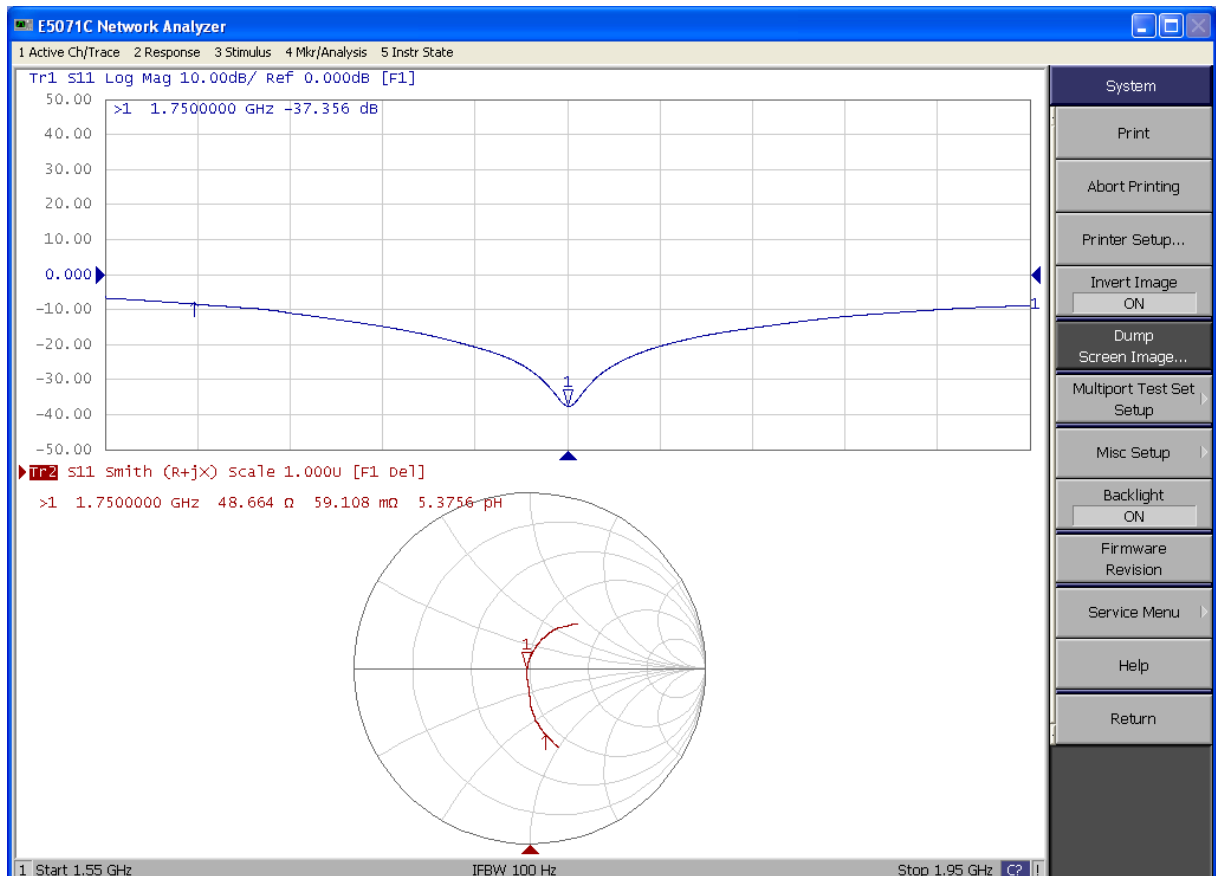 E5071C Network Analyzer
1 Active Ch/Trace 2 Response 3 Stimulus 4 Mkr/Analysis 5 Instr State
Tr1 S11 Log Mag 10.00dB/ Ref 0.000dB [F1]
>1 1.7500000 GHz -37.356 dB
50.00
40.00
30.00
20.00
10.00
0.000
-10.00
-20.00
-30.00
-40.00
-50.00
1
1
Tr2 S11 Smith (R+jX) Scale 1.000U [F1 Del]
>1 1.7500000 GHz 48.664 Ω 59.108 mΩ 5.3756 pH
1
1 Start 1.55 GHz
IFBW 100 Hz
Stop 1.95 GHz C? !
System
Print
Abort Printing
Printer Setup...
Invert Image
ON
Dump
Screen Image...
Multiport Test Set
Setup
Misc Setup
Backlight
ON
Firmware
Revision
Service Menu
Help
Return